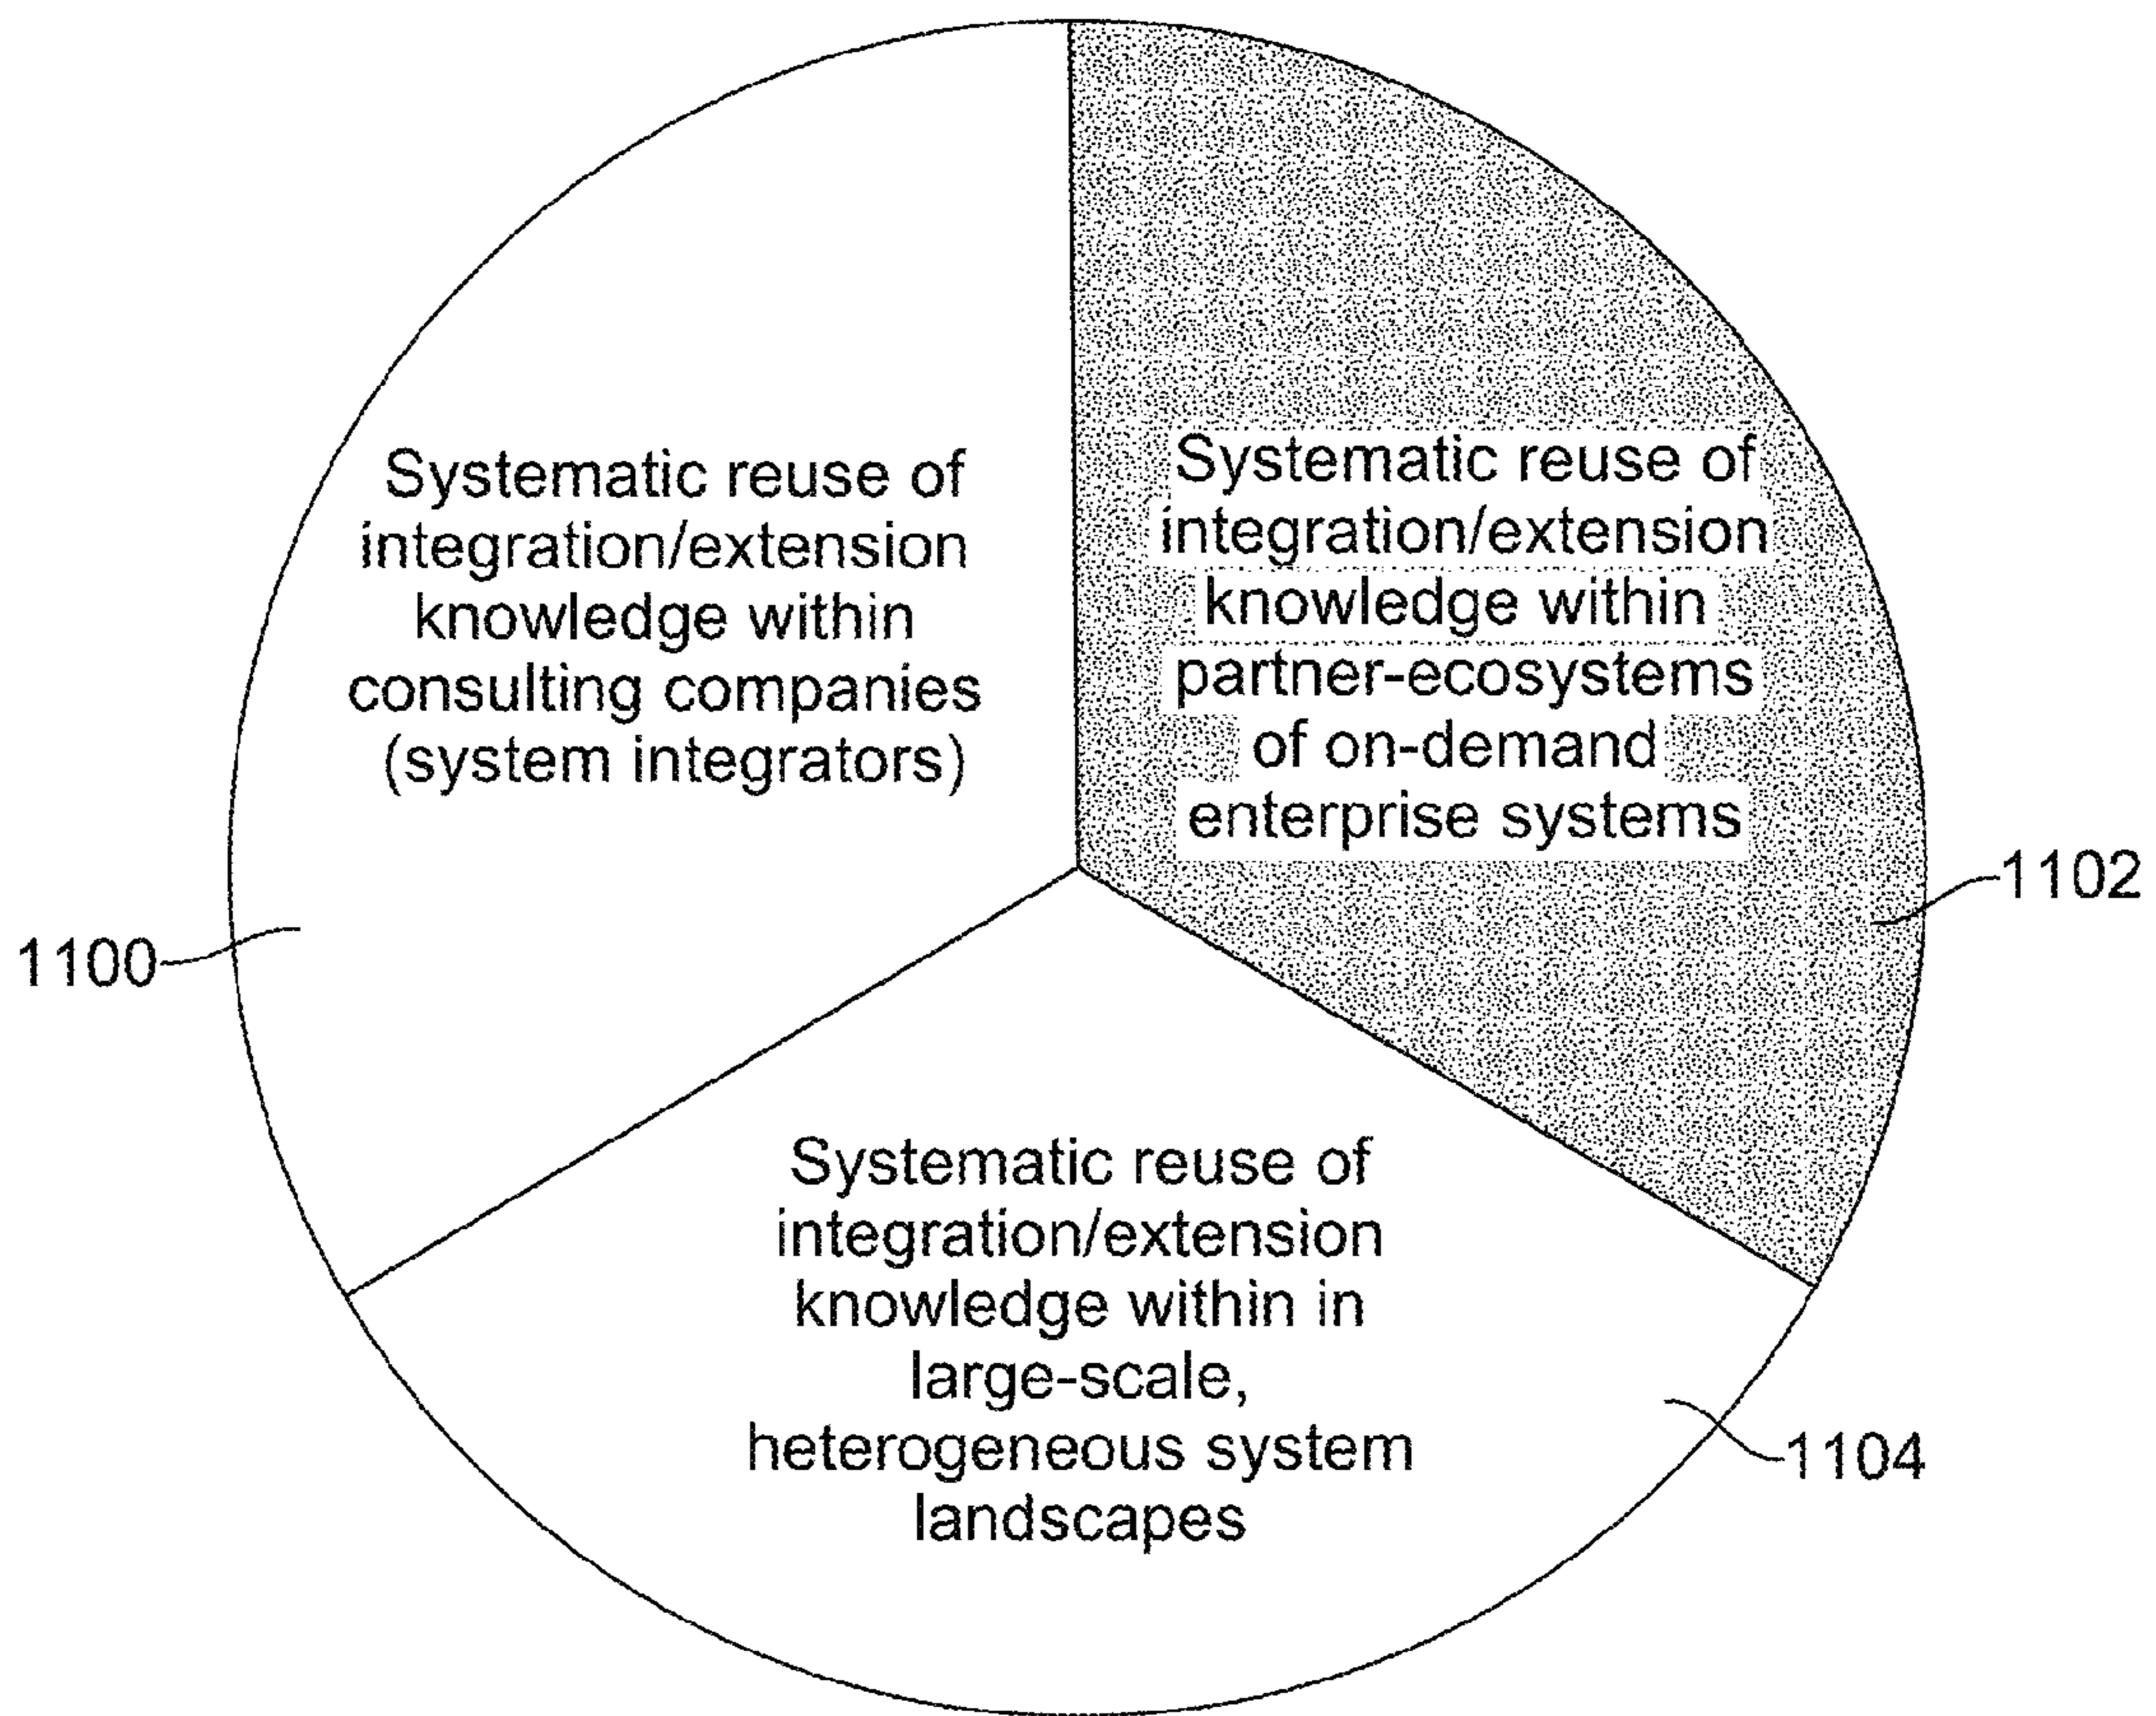 Systematic reuse of
integration/extension
knowledge within
consulting companies
(system integrators)
Systematic reuse of
integration/extension
knowledge within
partner-ecosystems
of on-demand
enterprise systems
1102
1100
Systematic reuse of
integration/extension
knowledge within in
large-scale,
heterogeneous system
landscapes
1104